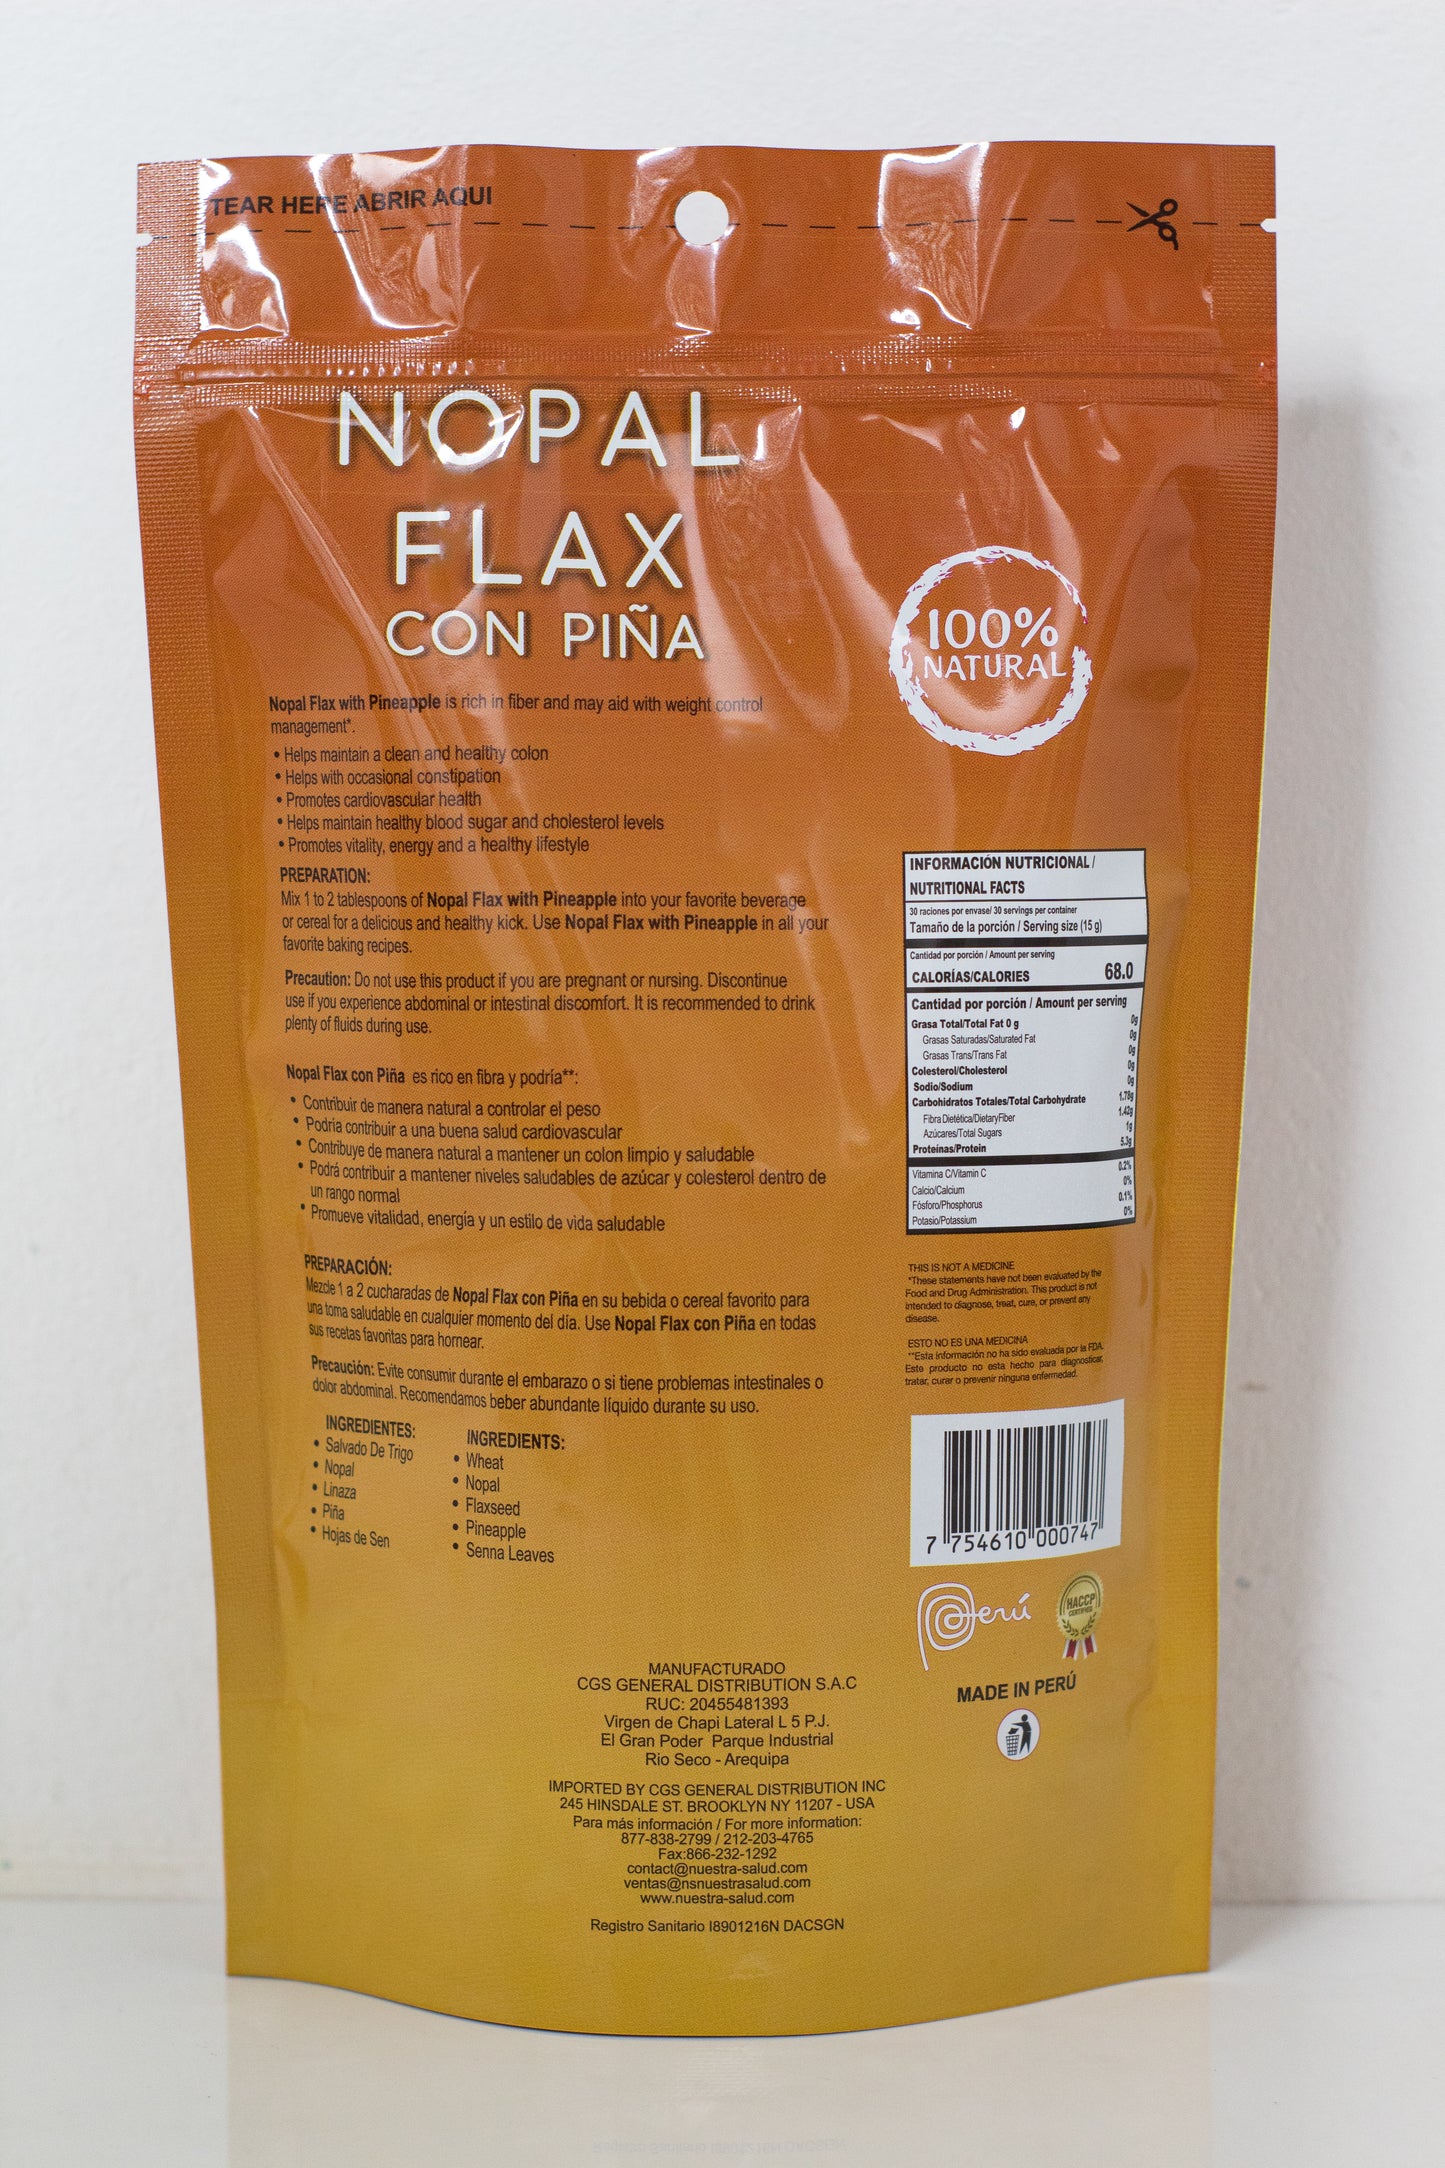 TEAR HERE ABRIR AQUI
NOPAL
FLAX
CON PIÑA
100%
NATURAL
Nopal Flax with Pineapple is rich in fiber and may aid with weight control
management*.
• Helps maintain a clean and healthy colon
• Helps with occasional constipation
• Promotes cardiovascular health
• Helps maintain healthy blood sugar and cholesterol levels
• Promotes vitality, energy and a healthy lifestyle
PREPARATION:
Mix 1 to 2 tablespoons of Nopal Flax with Pineapple into your favorite beverage
or cereal for a delicious and healthy kick. Use Nopal Flax with Pineapple in all your
favorite baking recipes.
Precaution: Do not use this product if you are pregnant or nursing. Discontinue
use if you experience abdominal or intestinal discomfort. It is recommended to drink
plenty of fluids during use.
Nopal Flax con Piña es rico en fibra y podría**:
• Contribuir de manera natural a controlar el peso
• Podría contribuir a una buena salud cardiovascular
• Contribuye de manera natural a mantener un colon limpio y saludable
• Podrá contribuir a mantener niveles saludables de azúcar y colesterol dentro de
un rango normal
• Promueve vitalidad, energía y un estilo de vida saludable
PREPARACIÓN:
Mezcle 1 a 2 cucharadas de Nopal Flax con Piña en su bebida o cereal favorito para
una toma saludable en cualquier momento del día. Use Nopal Flax con Piña en todas
sus recetas favoritas para hornear.
Precaución: Evite consumir durante el embarazo o si tiene problemas intestinales o
dolor abdominal. Recomendamos beber abundante líquido durante su uso.
INGREDIENTES:
• Salvado De Trigo
• Nopal
• Linaza
• Piña
• Hojas de Sen
INGREDIENTS:
• Wheat
• Nopal
• Flaxseed
• Pineapple
• Senna Leaves
INFORMACIÓN NUTRICIONAL /
NUTRITIONAL FACTS
30 raciones por envase/ 30 servings per container
Tamaño de la porción / Serving size (15 g)
Cantidad por porción / Amount per serving
CALORÍAS/CALORIES 68.0
Cantidad por porción / Amount per serving
Grasa Total/Total Fat 0 g 0g
Grasas Saturadas/Saturated Fat 0g
Grasas Trans/Trans Fat 0g
Colesterol/Cholesterol 0g
Sodio/Sodium 0g
Carbohidratos Totales/Total Carbohydrate 1.78g
Fibra Dietética/DietaryFiber 1.42g
Azúcares/Total Sugars 1g
Proteínas/Protein 5.3g
Vitamina C/Vitamin C 0.2%
Calcio/Calcium 0%
Fósforo/Phosphorus 0.1%
Potasio/Potassium 0%
THIS IS NOT A MEDICINE
*These statements have not been evaluated by the
Food and Drug Administration. This product is not
intended to diagnose, treat, cure, or prevent any
disease.
ESTO NO ES UNA MEDICINA
**Esta información no ha sido evaluada por la FDA.
Este producto no esta hecho para diagnosticar,
tratar, curar o prevenir ninguna enfermedad.
7 754610 000747
Perú
HACCP
CERTIFIED
MADE IN PERÚ
MANUFACTURADO
CGS GENERAL DISTRIBUTION S.A.C
RUC: 20455481393
Virgen de Chapi Lateral L 5 P.J.
El Gran Poder Parque Industrial
Rio Seco - Arequipa
IMPORTED BY CGS GENERAL DISTRIBUTION INC
245 HINSDALE ST. BROOKLYN NY 11207 - USA
Para más información / For more information:
877-838-2799 / 212-203-4765
Fax:866-232-1292
contact@nuestra-salud.com
ventas@nsnuestrasalud.com
www.nuestra-salud.com
Registro Sanitario I8901216N DACSGN